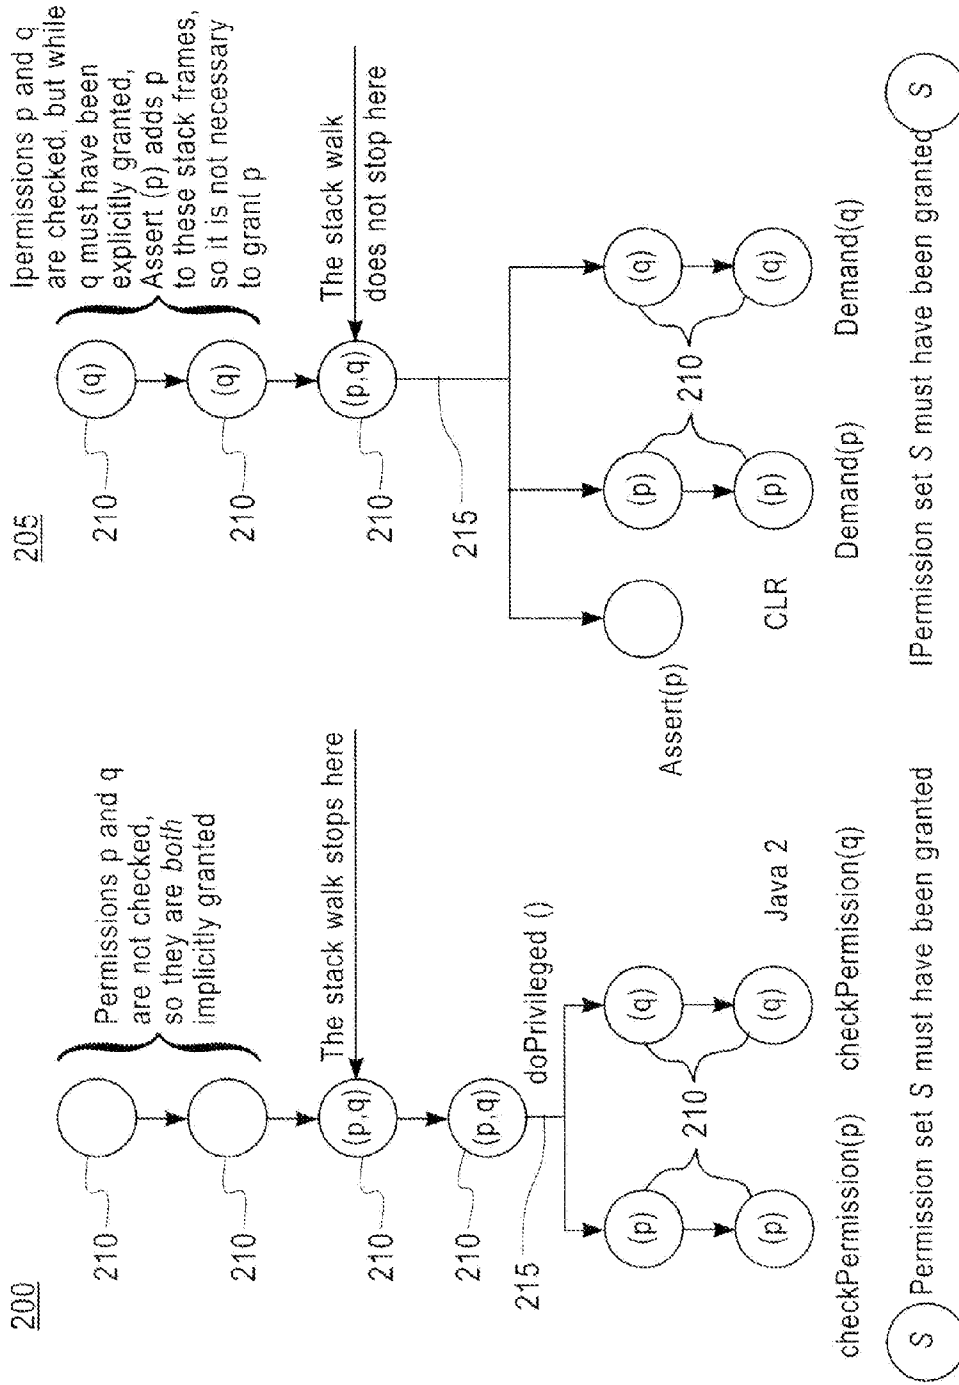 200
Permissions p and q
are not checked,
so they are both
implicitly granted
210
210
The stack walk stops here
(p,q)
210
(p,q)
210
doPrivileged ()
215
(p)
(q)
210
(p)
(q)
Java 2
checkPermission(p)
checkPermission(q)
S
Permission set S must have been granted
205
Ipermissions p and q
are checked, but while
q must have been
explicitly granted,
Assert (p) adds p
to these stack frames,
so it is not necessary
to grant p
(q)
210
(q)
210
The stack walk
does not stop here
(p,q)
210
215
(p)
(q)
210
Assert(p)
(p)
(q)
CLR
Demand(p)
Demand(q)
IPermission set S must have been granted
S